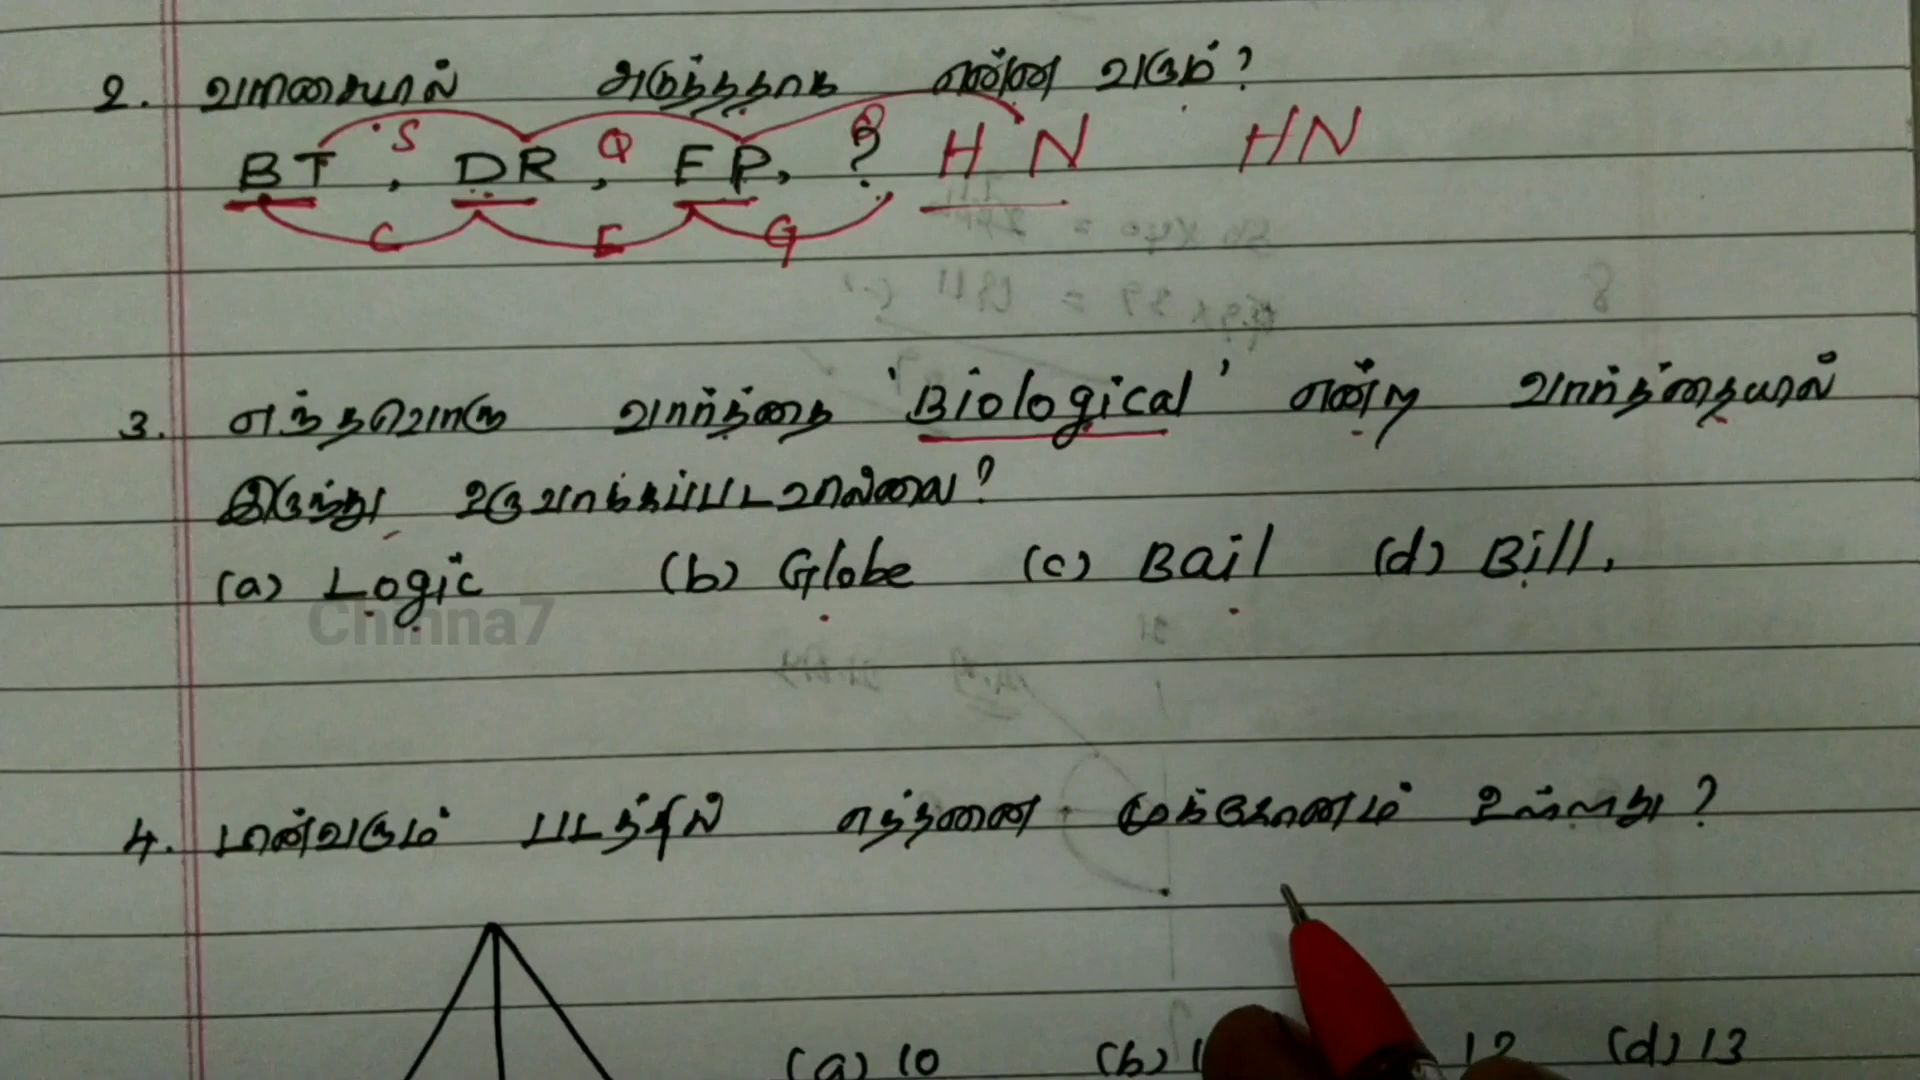 2. வரிசையில் அடுத்ததாக என்ன வரும்?
S Q
BT, DR, FP, ? H N HN
C E G
3. எந்தவொரு வார்த்தை 'Biological' என்ற வார்த்தையில்
இருந்து உருவாக்கப்படவில்லை?
(a) Logic (b) Globe (c) Bail (d) Bill.
Chinna7
4. பின்வரும் படத்தில் எத்தனை முக்கோணம் உள்ளது?
(a) 10 (b) 1 12 (d) 13